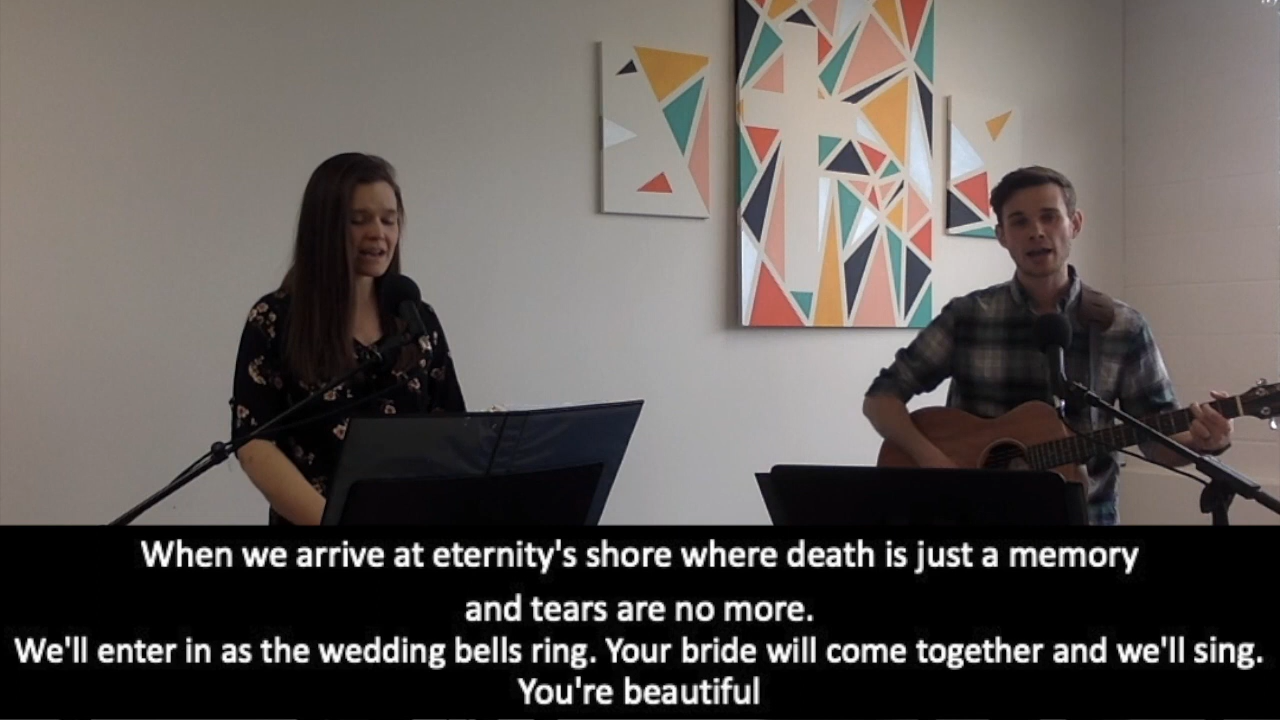 When we arrive at eternity's shore where death is just a memory
and tears are no more.
We'll enter in as the wedding bells ring. Your bride will come together and we'll sing.
You're beautiful